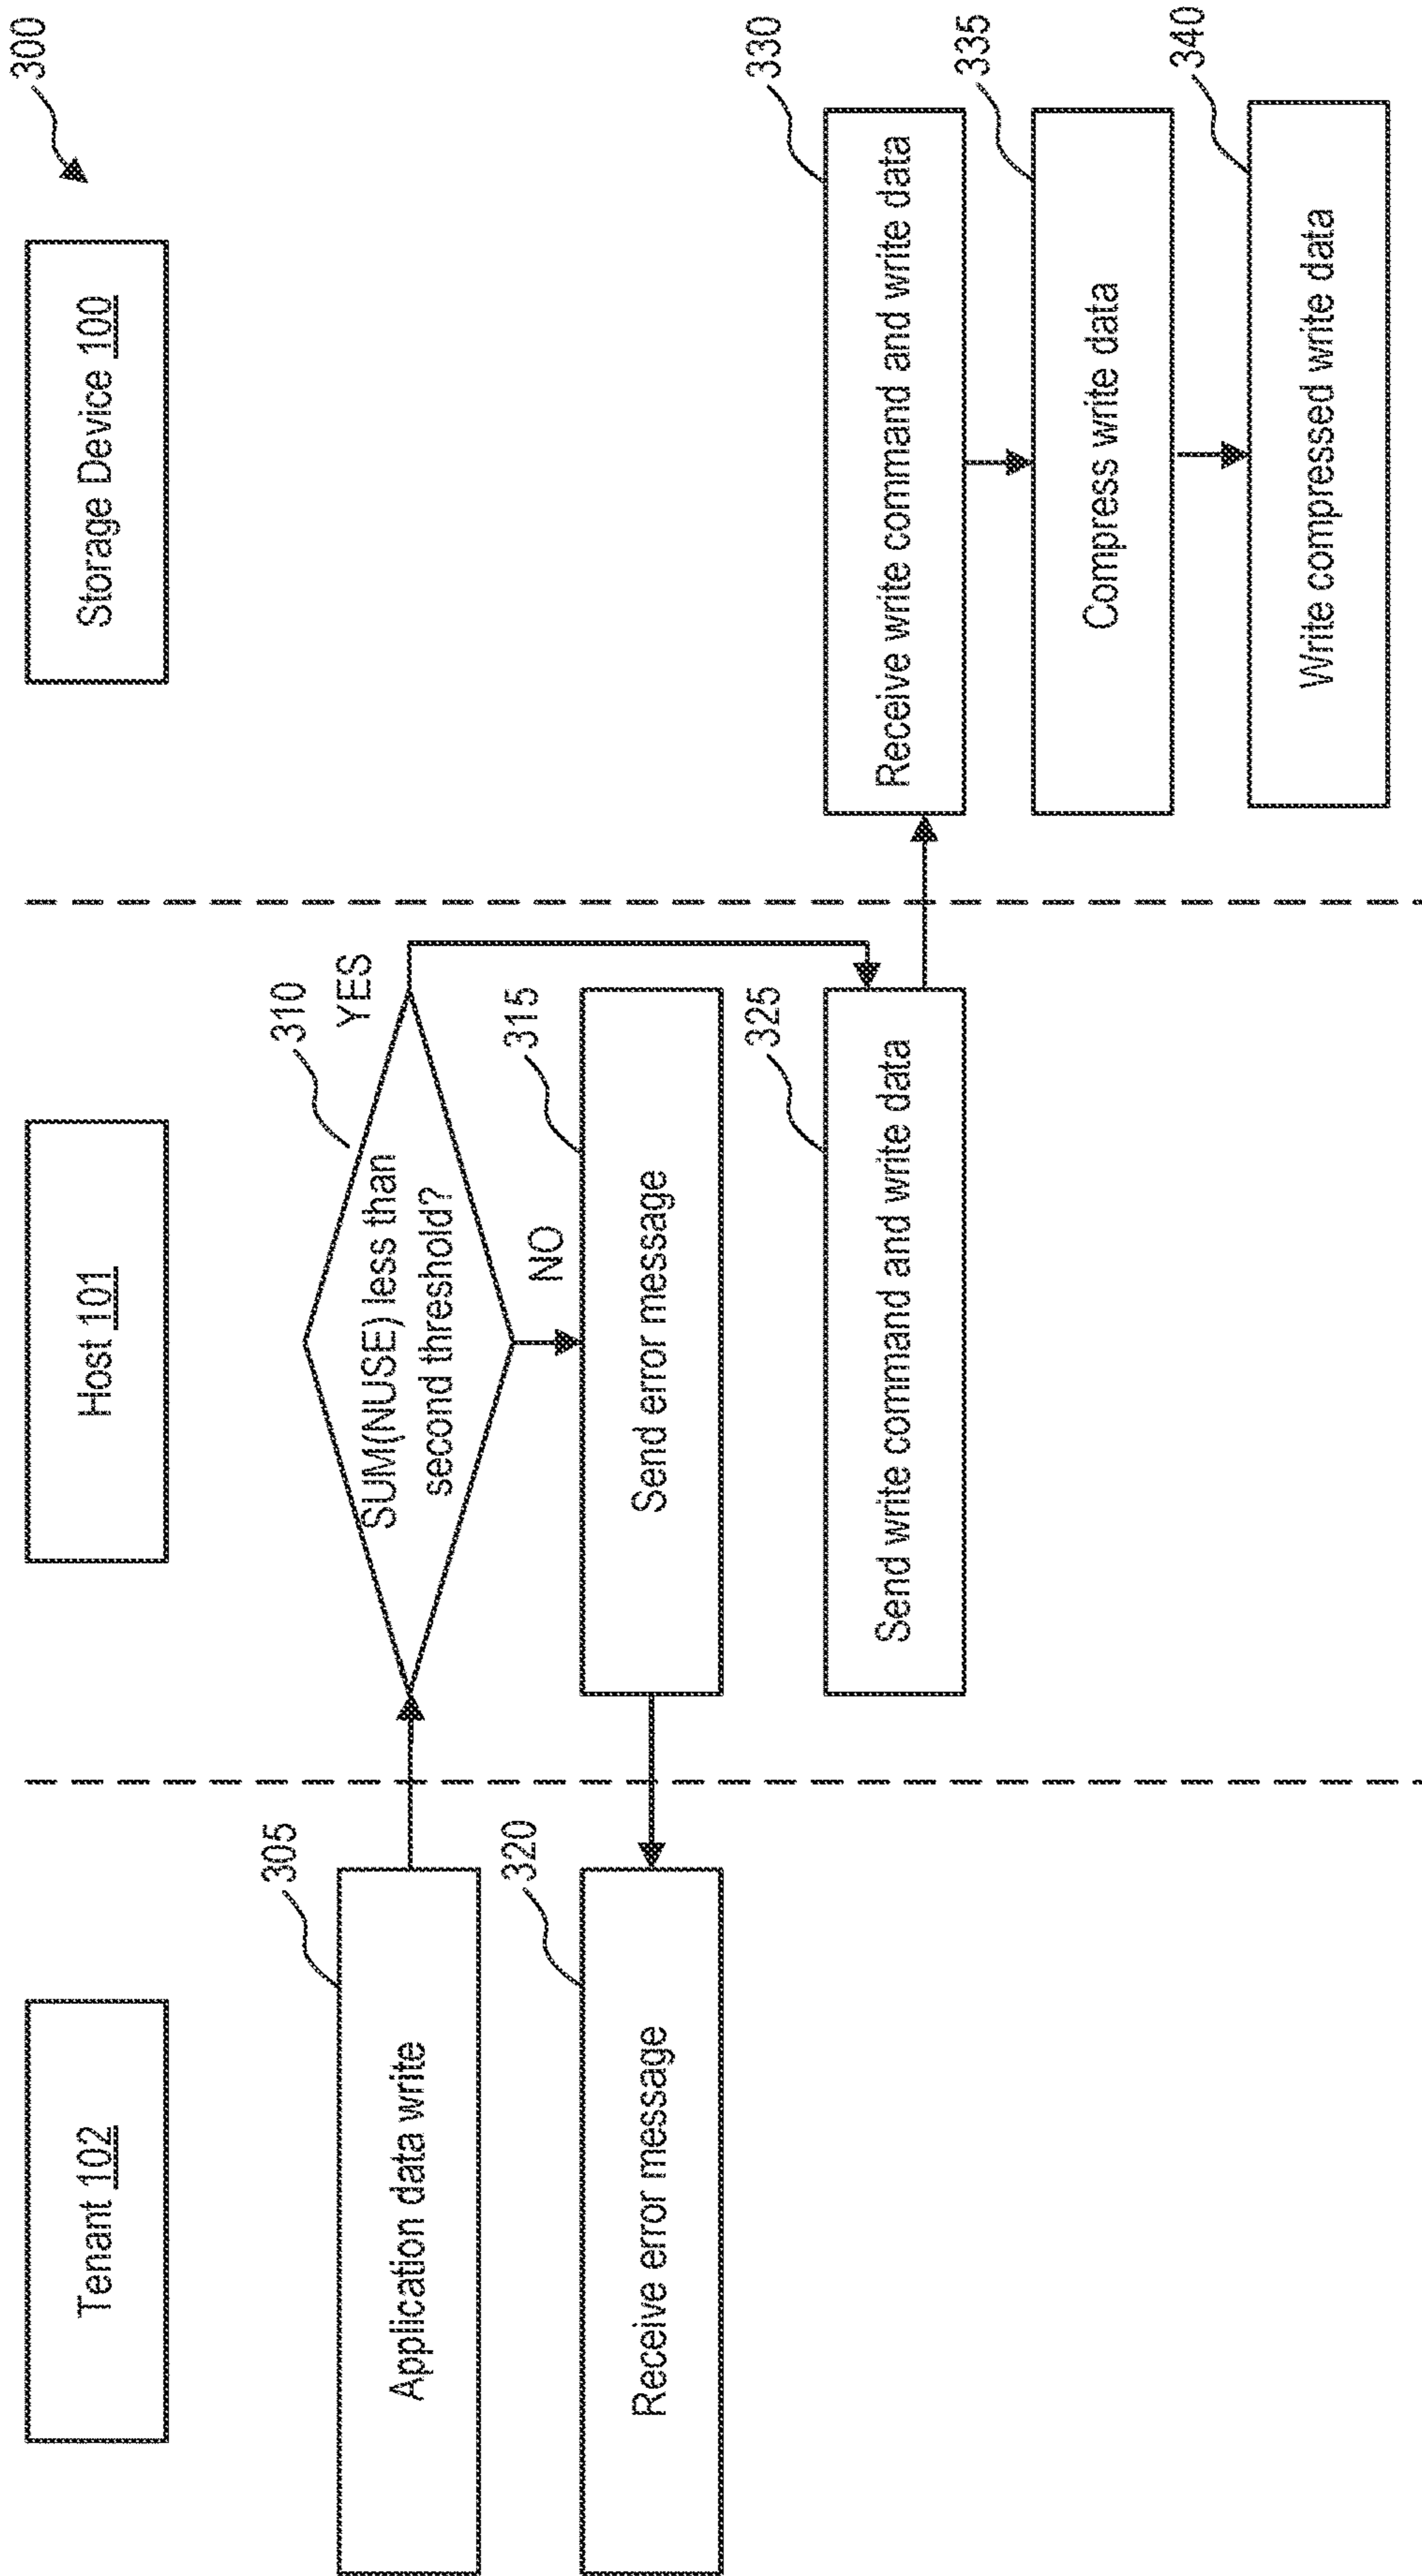 300
Tenant 102
Host 101
Storage Device 100
305
Application data write
310
SUM(NUSE) less than
second threshold?
YES
NO
320
Receive error message
315
Send error message
325
Send write command and write data
330
Receive write command and write data
335
Compress write data
340
Write compressed write data